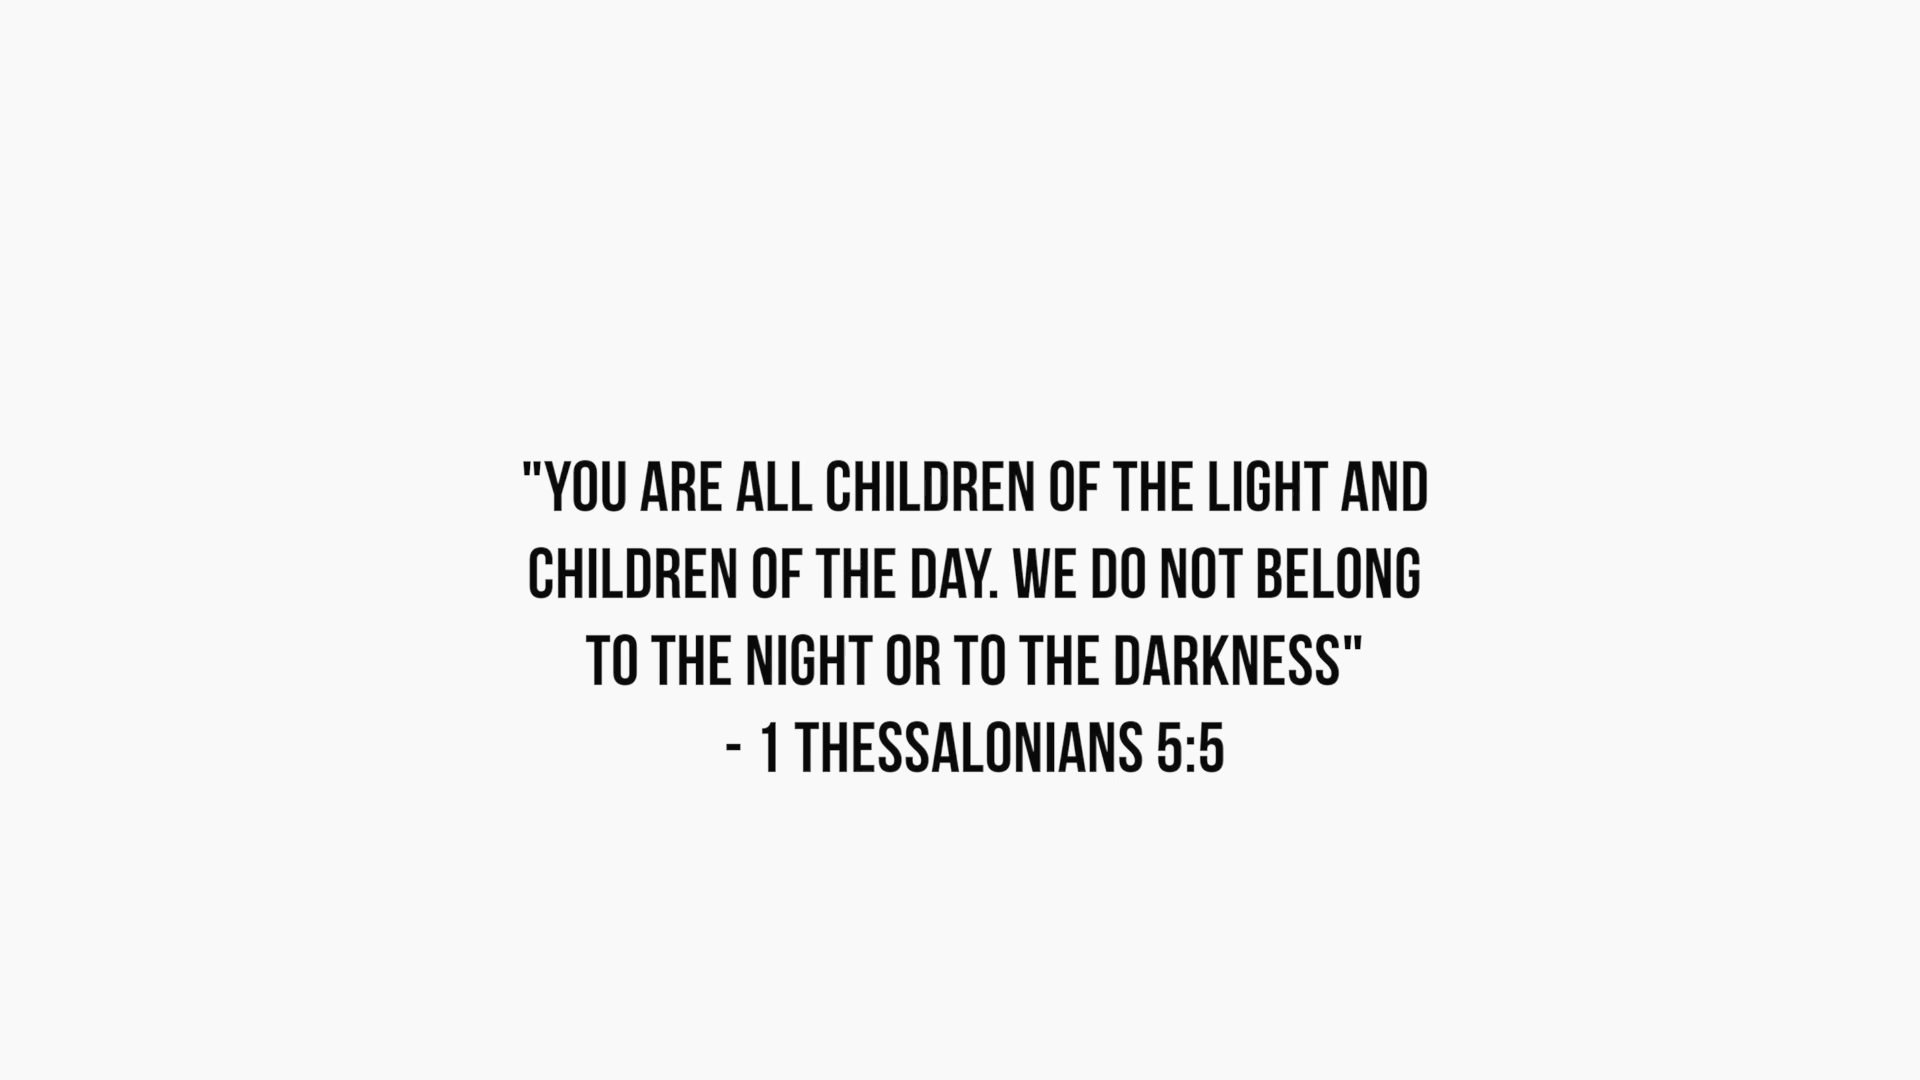 "YOU ARE ALL CHILDREN OF THE LIGHT AND
CHILDREN OF THE DAY. WE DO NOT BELONG
TO THE NIGHT OR TO THE DARKNESS"
- 1 THESSALONIANS 5:5